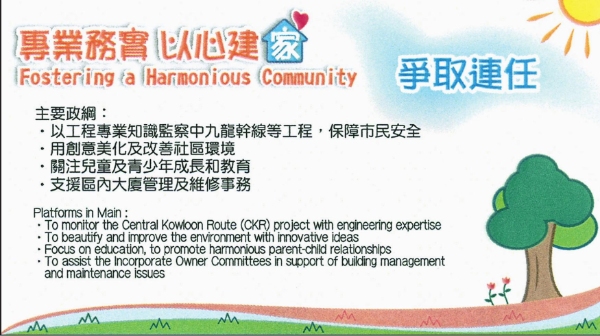 專業務實 以心建家
Fostering a Harmonious Community
爭取連任
主要政綱：
・以工程專業知識監察中九龍幹線等工程，保障市民安全
・用創意美化及改善社區環境
・關注兒童及青少年成長和教育
・支援區內大廈管理及維修事務
Platforms in Main :
・To monitor the Central Kowloon Route (CKR) project with engineering expertise
・To beautify and improve the environment with innovative ideas
・Focus on education, to promote harmonious parent-child relationships
・To assist the Incorporate Owner Committees in support of building management
and maintenance issues